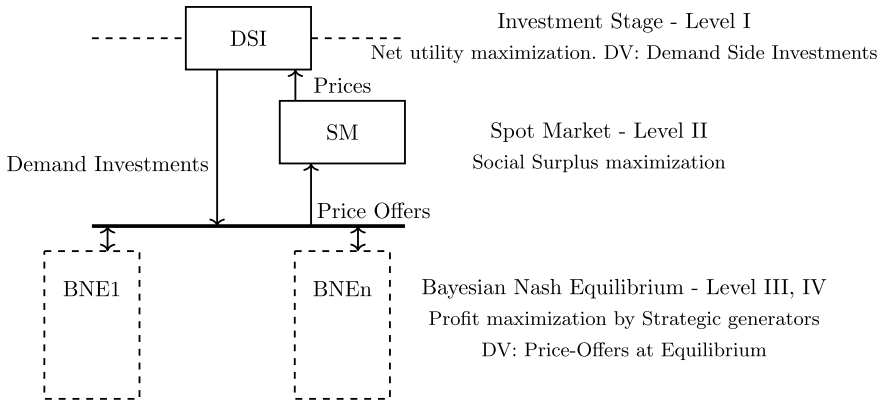 DSI
Investment Stage - Level I
Net utility maximization. DV: Demand Side Investments
Prices
SM
Spot Market - Level II
Social Surplus maximization
Demand Investments
Price Offers
BNE1
BNEn
Bayesian Nash Equilibrium - Level III, IV
Profit maximization by Strategic generators
DV: Price-Offers at Equilibrium